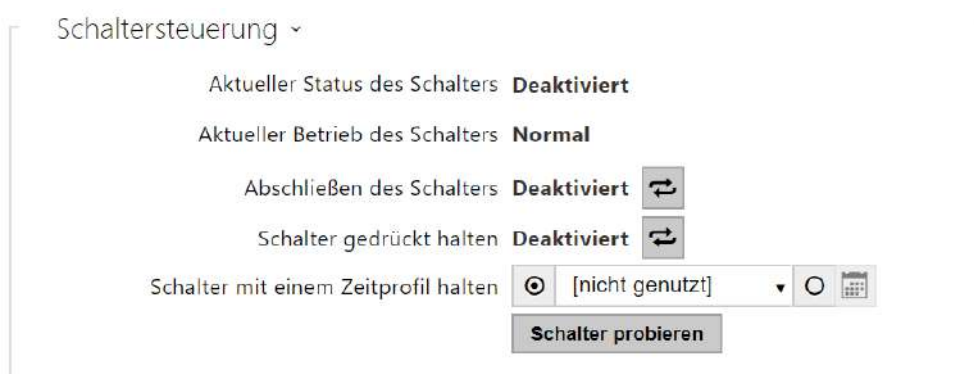 Schaltersteuerung
Aktueller Status des Schalters Deaktiviert
Aktueller Betrieb des Schalters Normal
Abschließen des Schalters Deaktiviert
Schalter gedrückt halten Deaktiviert
Schalter mit einem Zeitprofil halten [nicht genutzt]
Schalter probieren